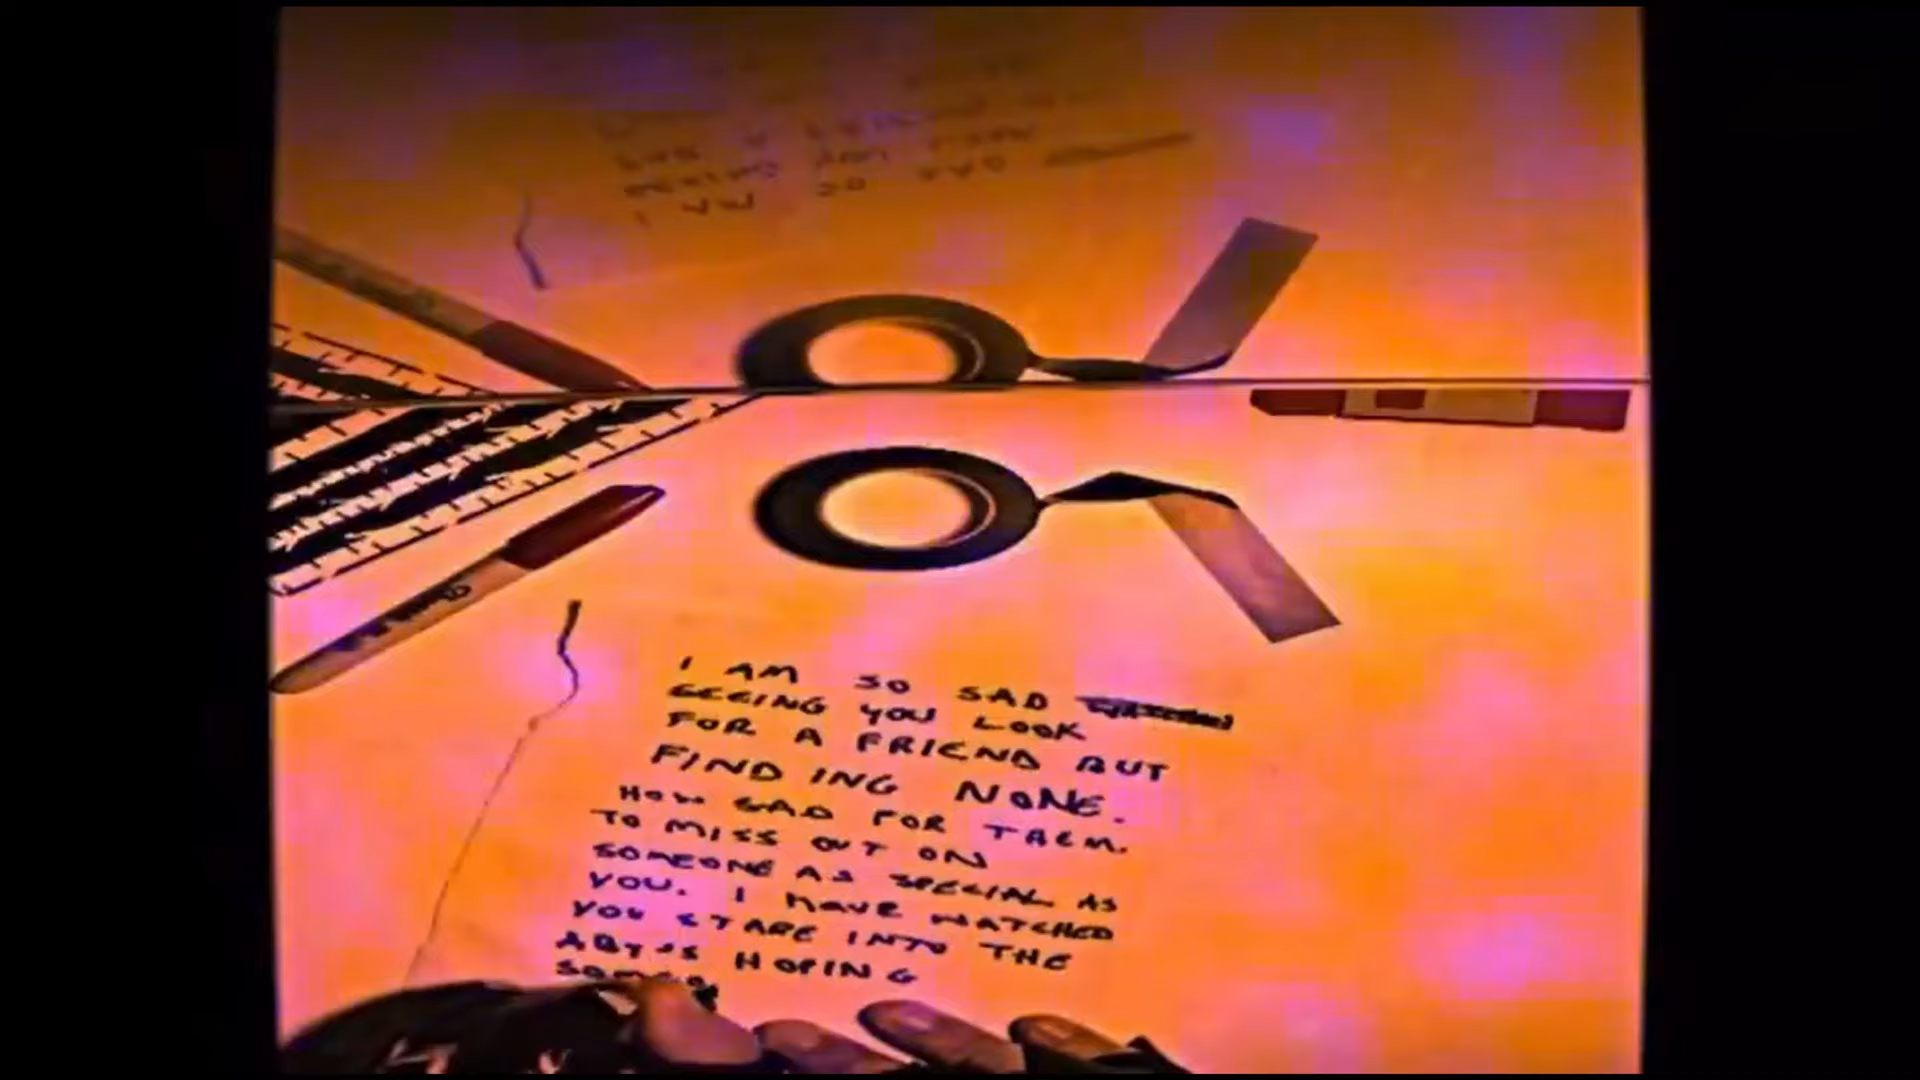 I AM SO SAD
SEEING YOU LOOK
FOR A FRIEND BUT
FINDING NONE.
HOW SAD FOR THEM.
TO MISS OUT ON
SOMEONE AS SPECIAL AS
YOU. I HAVE WATCHED
YOU STARE INTO THE
ABYSS HOPING